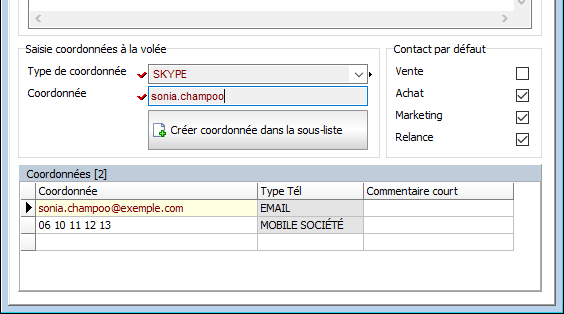 Saisie coordonnées à la volée
Type de coordonnée SKYPE
Coordonnée sonia.champoo
Créer coordonnée dans la sous-liste
Contact par défaut
Vente
Achat
Marketing
Relance
Coordonnées [2]
Coordonnée Type Tél Commentaire court
sonia.champoo@exemple.com EMAIL
06 10 11 12 13 MOBILE SOCIÉTÉ